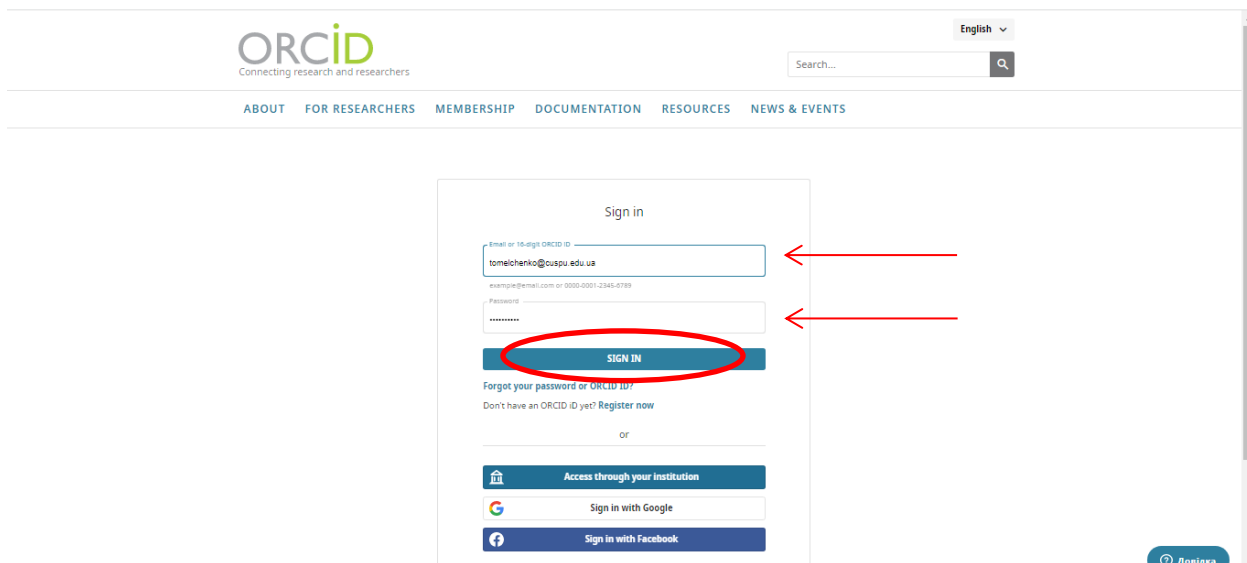 English
ORCID
Connecting research and researchers
Search...
ABOUT FOR RESEARCHERS MEMBERSHIP DOCUMENTATION RESOURCES NEWS & EVENTS
Sign in
Email or 16-digit ORCID iD
tomelchenko@cuspu.edu.ua
example@email.com or 0000-0001-2345-6789
Password
••••••••••
SIGN IN
Forgot your password or ORCID ID?
Don't have an ORCID iD yet? Register now
or
Access through your institution
Sign in with Google
Sign in with Facebook
Довідка